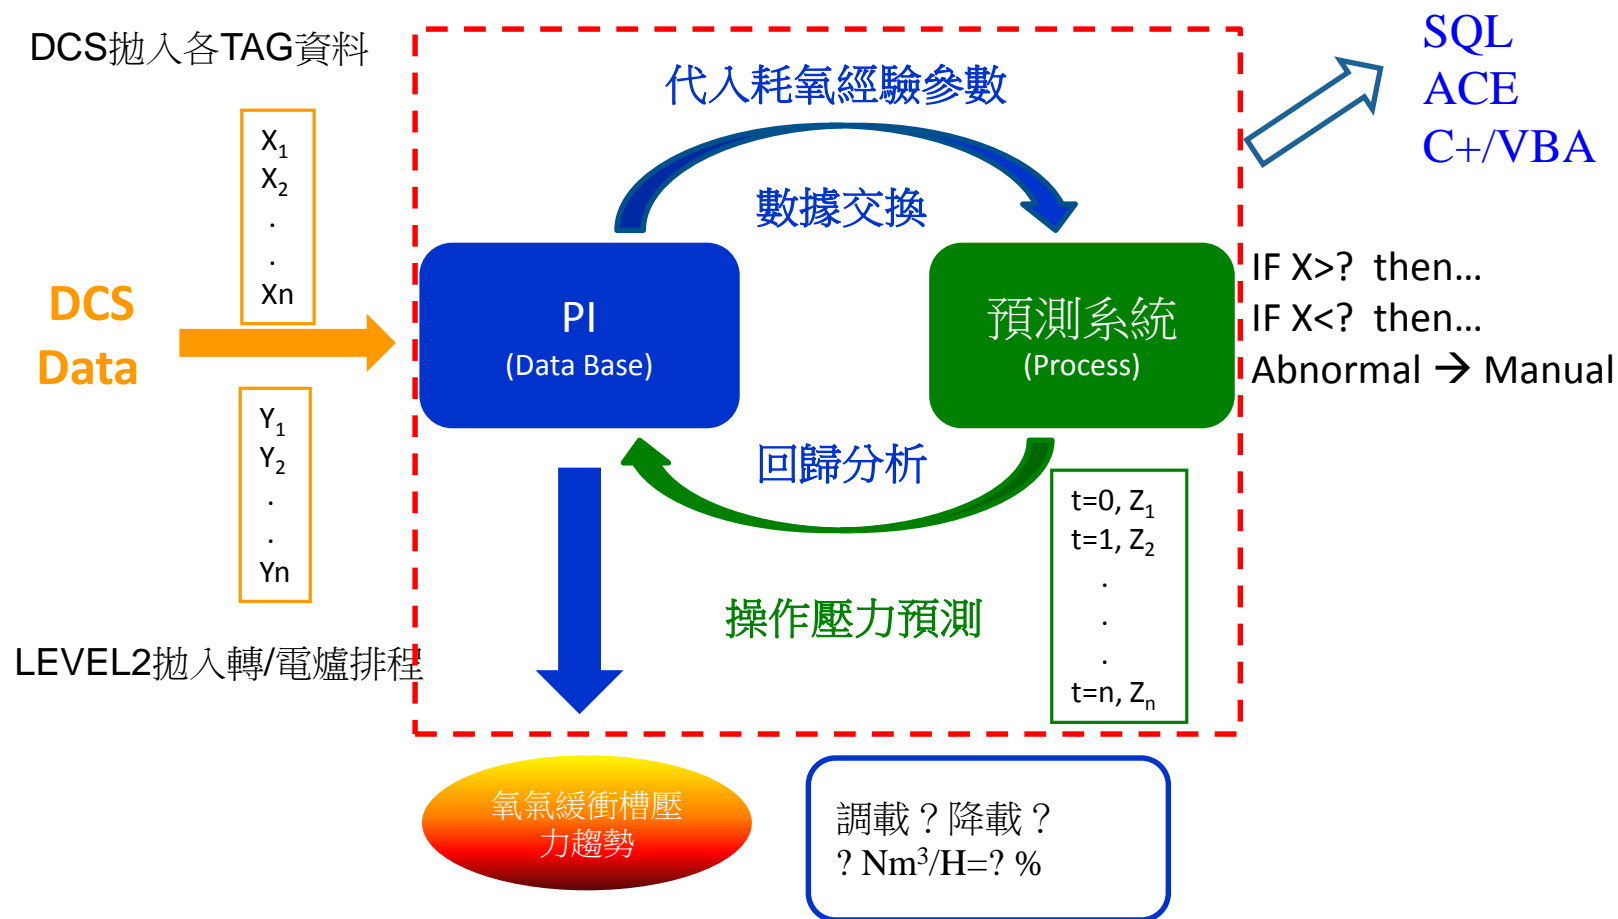 DCS拋入各TAG資料
X₁
X₂
.
.
Xn
DCS
Data
Y₁
Y₂
.
.
Yn
LEVEL2拋入轉/電爐排程
代入耗氧經驗參數
數據交換
PI
(Data Base)
預測系統
(Process)
回歸分析
操作壓力預測
t=0, Z₁
t=1, Z₂
.
.
.
t=n, Zₙ
SQL
ACE
C+/VBA
IF X>? then…
IF X<? then…
Abnormal → Manual
氧氣緩衝槽壓
力趨勢
調載？降載？
? Nm³/H=? %